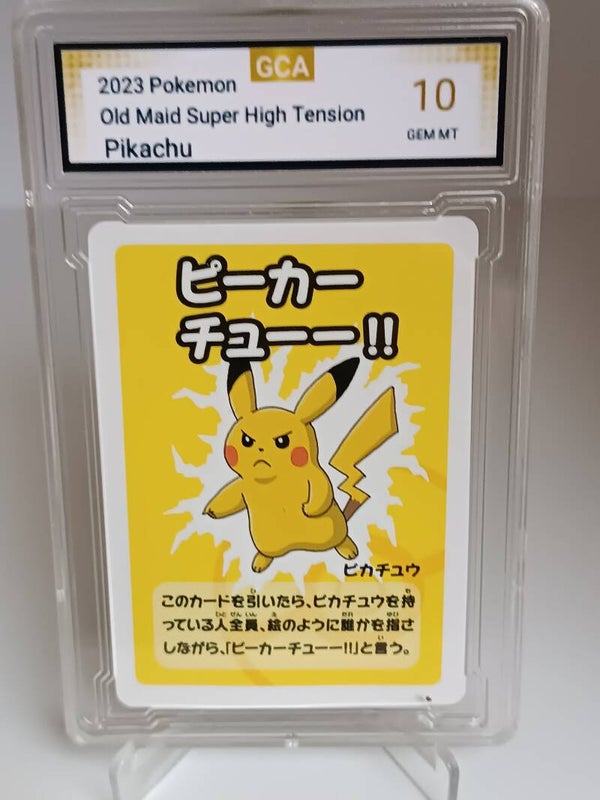 GCA
2023 Pokemon
Old Maid Super High Tension
Pikachu
10
GEM MT
ピーカー
チューーー!!
ピカチュウ
このカードを引いたら、ピカチュウを持
っている人全員、絵のように誰かを指さ
しながら、「ピーカーチューー!!」と言う。